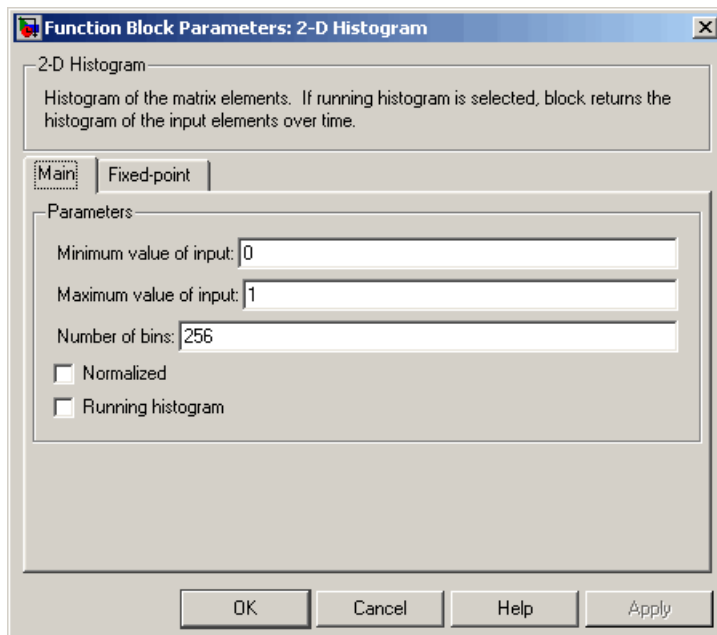 Function Block Parameters: 2-D Histogram
2-D Histogram
Histogram of the matrix elements. If running histogram is selected, block returns the
histogram of the input elements over time.
Main Fixed-point
Parameters
Minimum value of input: 0
Maximum value of input: 1
Number of bins: 256
Normalized
Running histogram
OK Cancel Help Apply